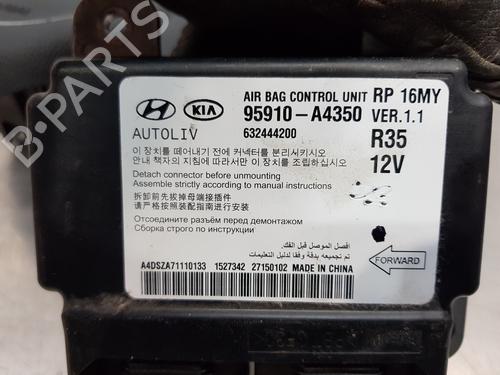 B-PARTS
AIR BAG CONTROL UNIT RP 16MY
KIA 95910-A4350 VER.1.1
AUTOLIV 632444200 R35
이 장치를 떼어내기 전에 커넥터를 분리시키시오 12V
안내 책자의 지침에 따라서만 이 장치를 조립하십시오
Detach connector before unmounting
Assemble strictly according to manual instructions
拆卸前先拔掉母端接插件
请严格按照装配指南进行安装
Отсоедините разъём перед демонтажом
Сборка строго по инструкции
افصل الموصل قبل الفك.
تم تجميعه بدقة وفقا لدليل التعليمات
FORWARD
A4DSZA71110133 1527342 27150102 MADE IN CHINA